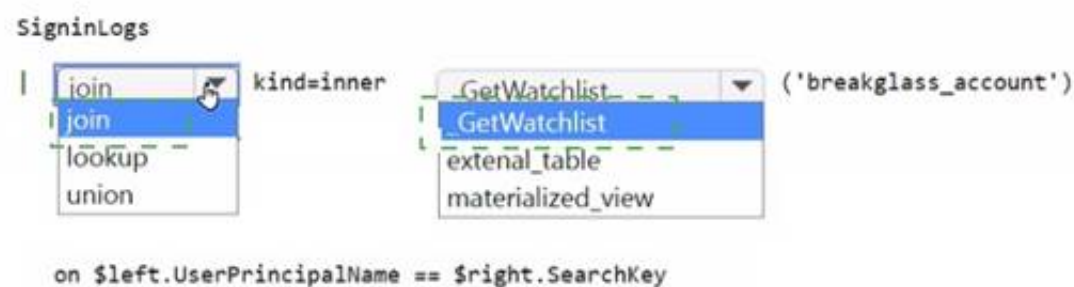 SigninLogs
| join kind=inner _GetWatchlist ('breakglass_account')
join _GetWatchlist
lookup extenal_table
union materialized_view
on $left.UserPrincipalName == $right.SearchKey